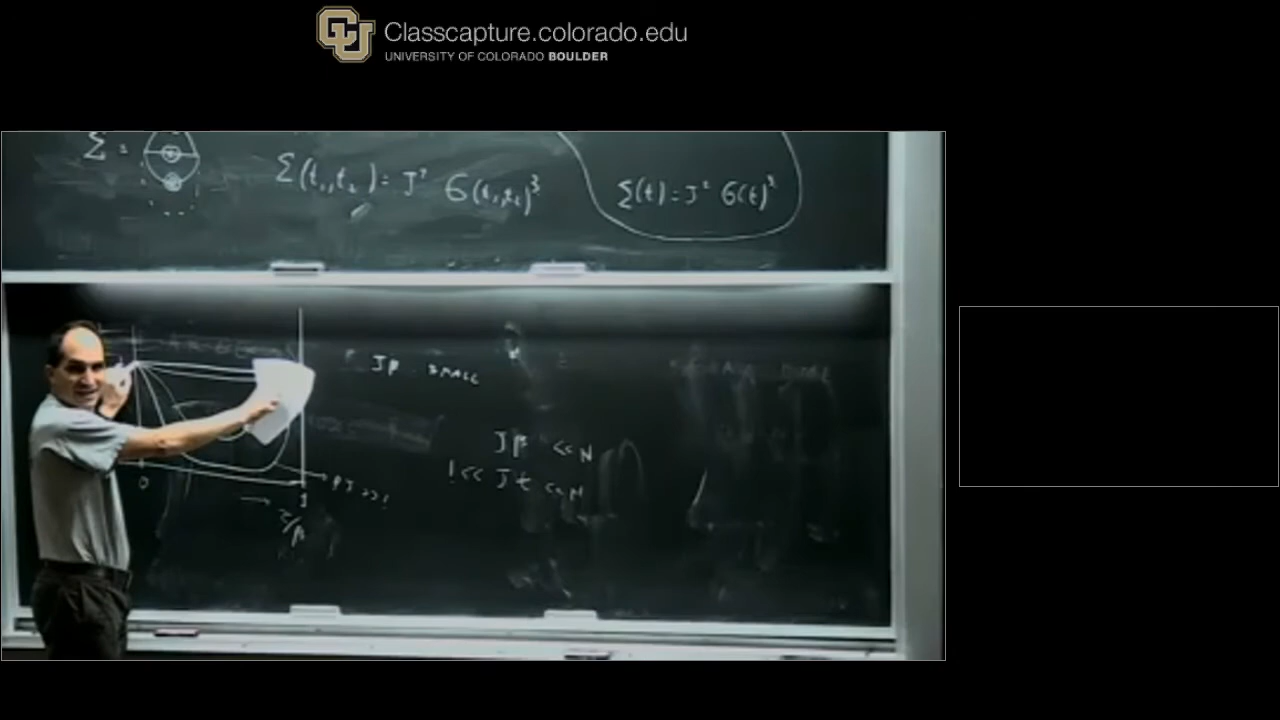 Classcapture.colorado.edu
UNIVERSITY OF COLORADO BOULDER
Σ =
Σ(t₁,t₂) = J² G(t₁,t₂)³
Σ(t) = J² G(t)³
Jβ SMALL
Jβ << N
1 << Jt << N
0
1
βJ >> 1
→ τ/β